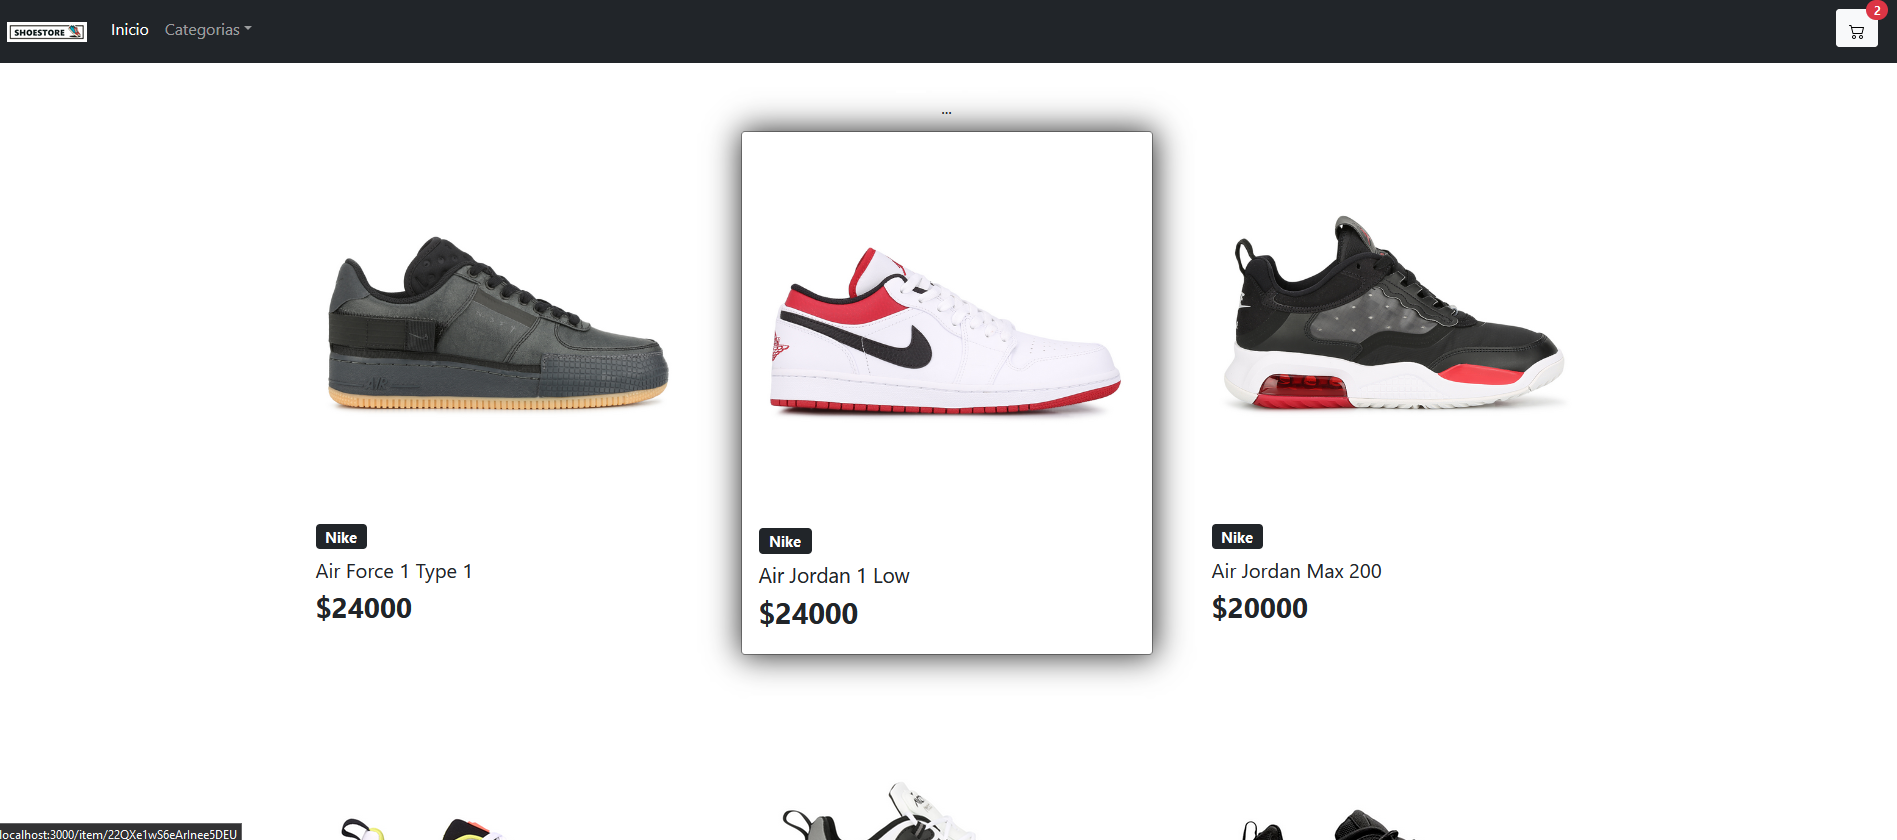 SHOESTORE
Inicio
Categorias
2
...
Nike
Air Force 1 Type 1
$24000
Nike
Air Jordan 1 Low
$24000
Nike
Air Jordan Max 200
$20000
localhost:3000/item/22QXe1wS6eArlnee5DEU